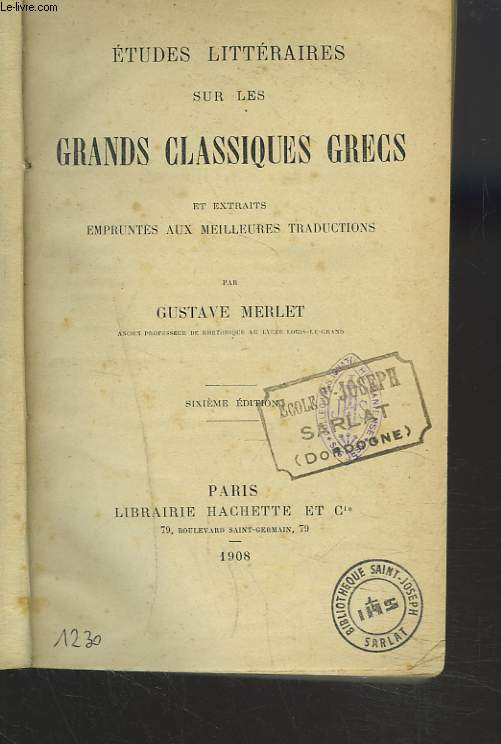 Le-livre.com
ÉTUDES LITTÉRAIRES
SUR LES
GRANDS CLASSIQUES GRECS
ET EXTRAITS
EMPRUNTÉS AUX MEILLEURES TRADUCTIONS
PAR
GUSTAVE MERLET
ANCIEN PROFESSEUR DE RHÉTORIQUE AU LYCÉE LOUIS-LE-GRAND
SIXIÈME ÉDITION
ECOLE S. JOSEPH
SARLAT
(DORDOGNE)
PARIS
LIBRAIRIE HACHETTE ET Cie
79, BOULEVARD SAINT-GERMAIN, 79
1908
BIBLIOTHÈQUE SAINT-JOSEPH
IHS
SARLAT
1230